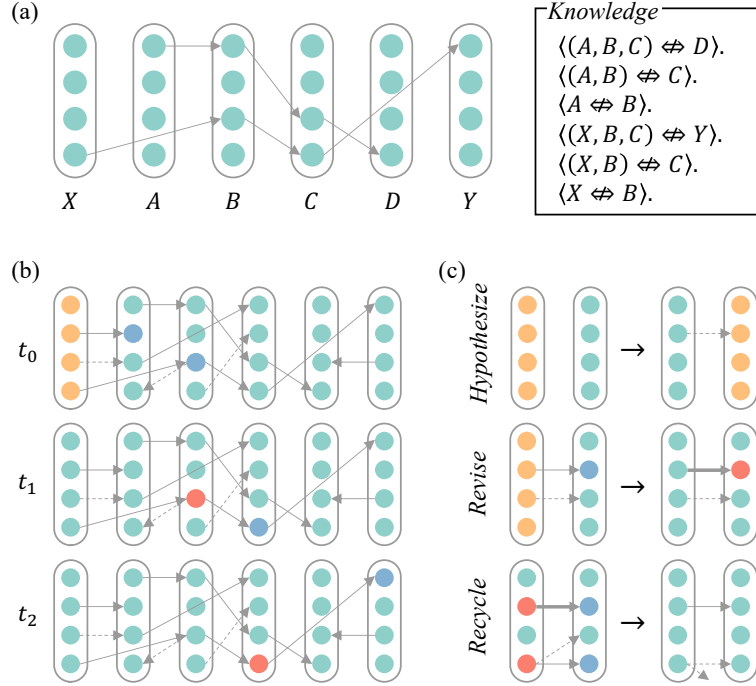 (a)
X A B C D Y
Knowledge
⟨(A, B, C) ⇎ D⟩.
⟨(A, B) ⇎ C⟩.
⟨A ⇎ B⟩.
⟨(X, B, C) ⇎ Y⟩.
⟨(X, B) ⇎ C⟩.
⟨X ⇎ B⟩.
(b)
t₀
t₁
t₂
(c)
Hypothesize
→
Revise
→
Recycle
→